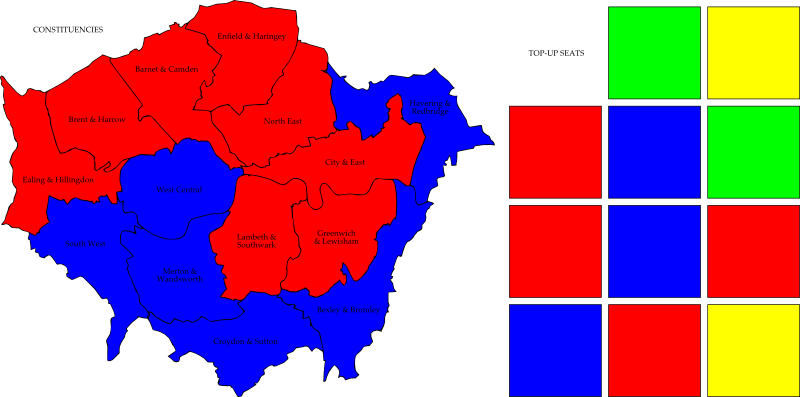 CONSTITUENCIES
Enfield & Haringey
TOP-UP SEATS
Barnet & Camden
Havering &
Redbridge
Brent & Harrow
North East
City & East
Ealing & Hillingdon
West Central
Lambeth &
Southwark
Greenwich
& Lewisham
South West
Merton &
Wandsworth
Bexley & Bromley
Croydon & Sutton